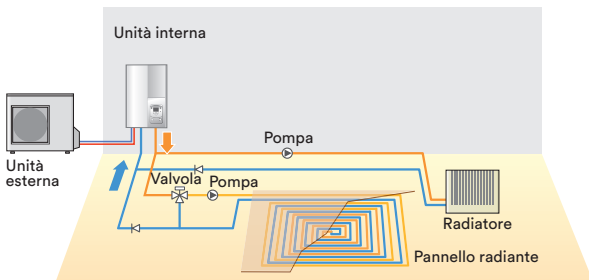 Unità interna
Unità
esterna
Pompa
Valvola
Pompa
Radiatore
Pannello radiante